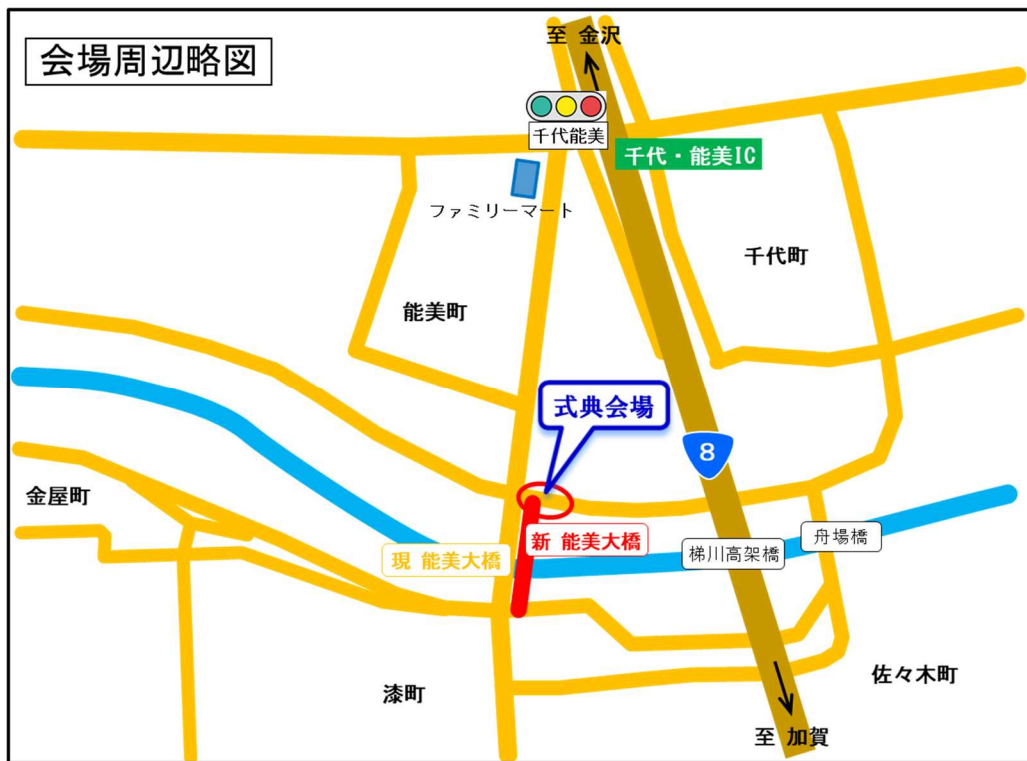 会場周辺略図
至 金沢
千代能美
千代・能美IC
ファミリーマート
千代町
能美町
式典会場
8
金屋町
現 能美大橋
新 能美大橋
梯川高架橋
舟場橋
漆町
佐々木町
至 加賀